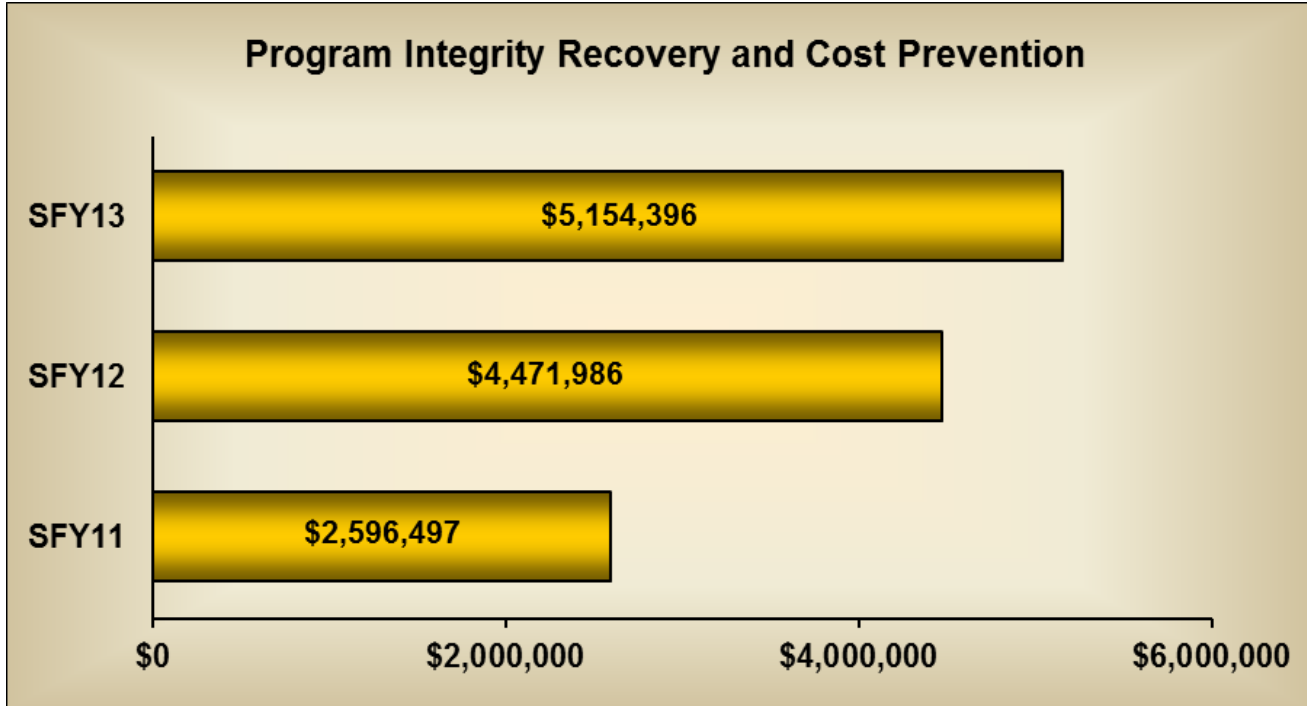 Program Integrity Recovery and Cost Prevention
SFY13
$5,154,396
SFY12
$4,471,986
SFY11
$2,596,497
$0
$2,000,000
$4,000,000
$6,000,000